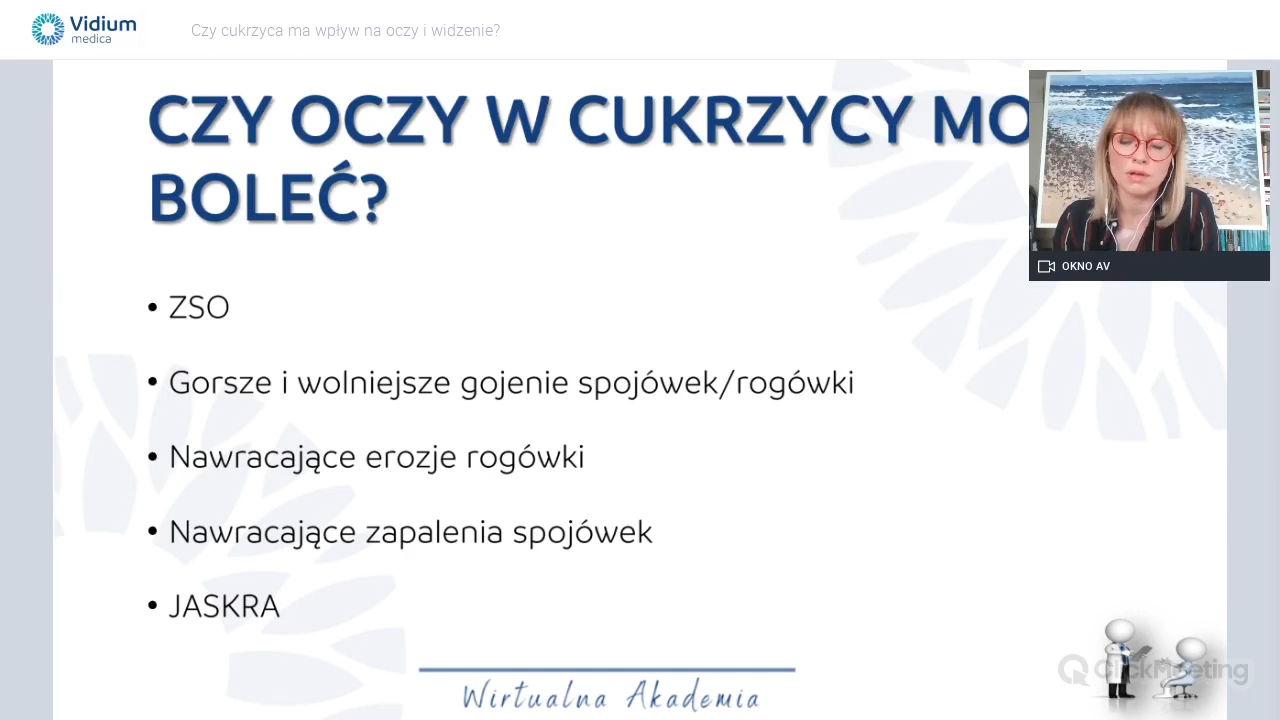 Vidium
medica
Czy cukrzyca ma wpływ na oczy i widzenie?
CZY OCZY W CUKRZYCY MO
BOLEĆ?
OKNO AV
• ZSO
• Gorsze i wolniejsze gojenie spojówek/rogówki
• Nawracające erozje rogówki
• Nawracające zapalenia spojówek
• JASKRA
ClickMeeting
Wirtualna Akademia